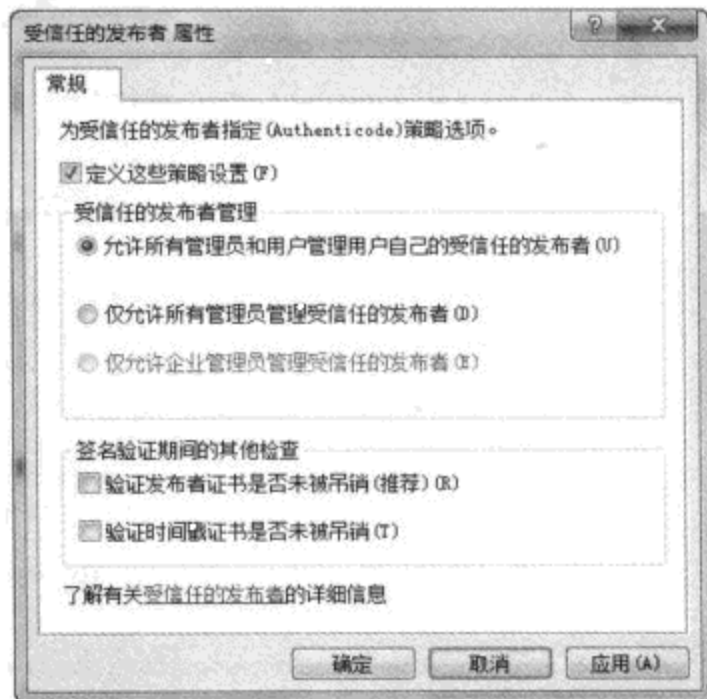 受信任的发布者 属性
常规
为受信任的发布者指定(Authenticode)策略选项。
定义这些策略设置(F)
受信任的发布者管理
允许所有管理员和用户管理用户自己的受信任的发布者(U)
仅允许所有管理员管理受信任的发布者(D)
仅允许企业管理员管理受信任的发布者(E)
签名验证期间的其他检查
验证发布者证书是否未被吊销(推荐)(R)
验证时间戳证书是否未被吊销(T)
了解有关受信任的发布者的详细信息
确定 取消 应用(A)